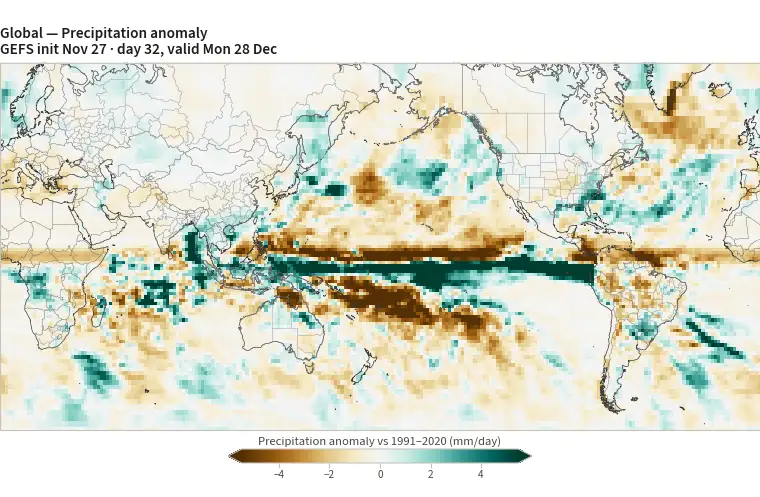 Global — Precipitation anomaly
GEFS init Nov 27 · day 32, valid Mon 28 Dec
Precipitation anomaly vs 1991–2020 (mm/day)
−4 −2 0 2 4